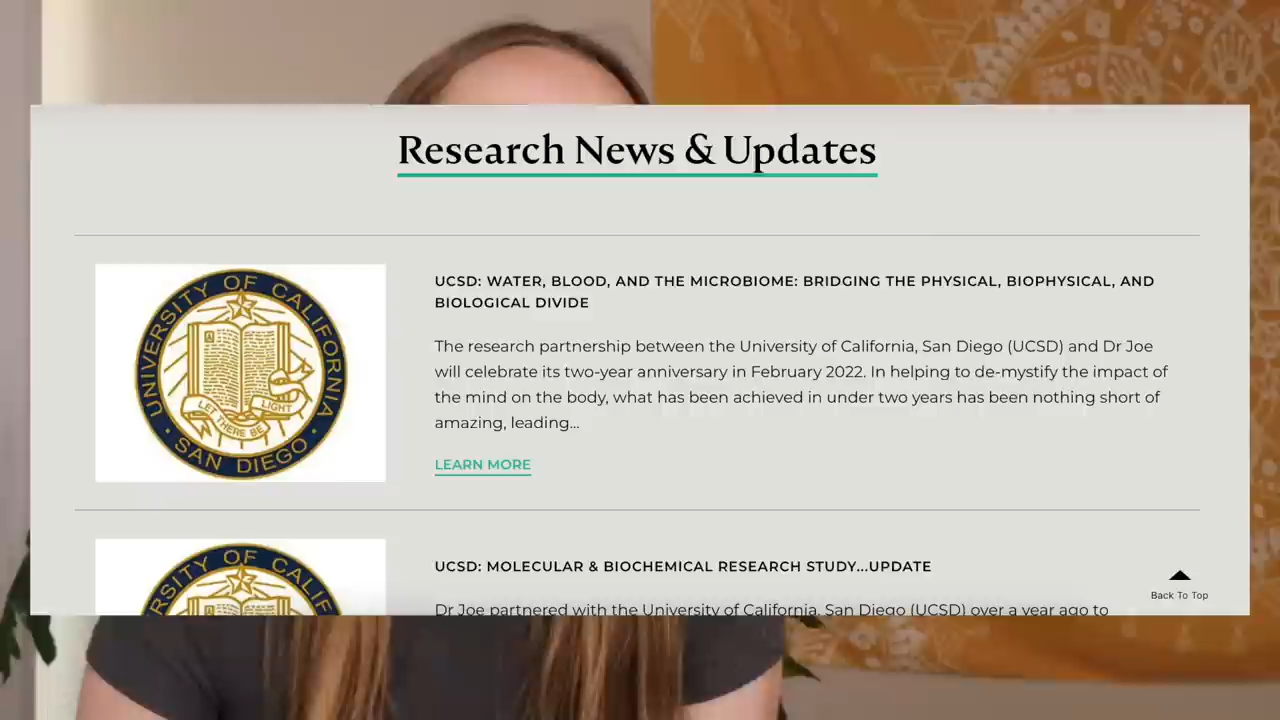 Research News & Updates
UNIVERSITY OF CALIFORNIA
SAN DIEGO
LET THERE BE LIGHT
UCSD: WATER, BLOOD, AND THE MICROBIOME: BRIDGING THE PHYSICAL, BIOPHYSICAL, AND
BIOLOGICAL DIVIDE
The research partnership between the University of California, San Diego (UCSD) and Dr Joe
will celebrate its two-year anniversary in February 2022. In helping to de-mystify the impact of
the mind on the body, what has been achieved in under two years has been nothing short of
amazing, leading...
LEARN MORE
UCSD: MOLECULAR & BIOCHEMICAL RESEARCH STUDY...UPDATE
Dr Joe partnered with the University of California, San Diego (UCSD) over a year ago to
Back To Top